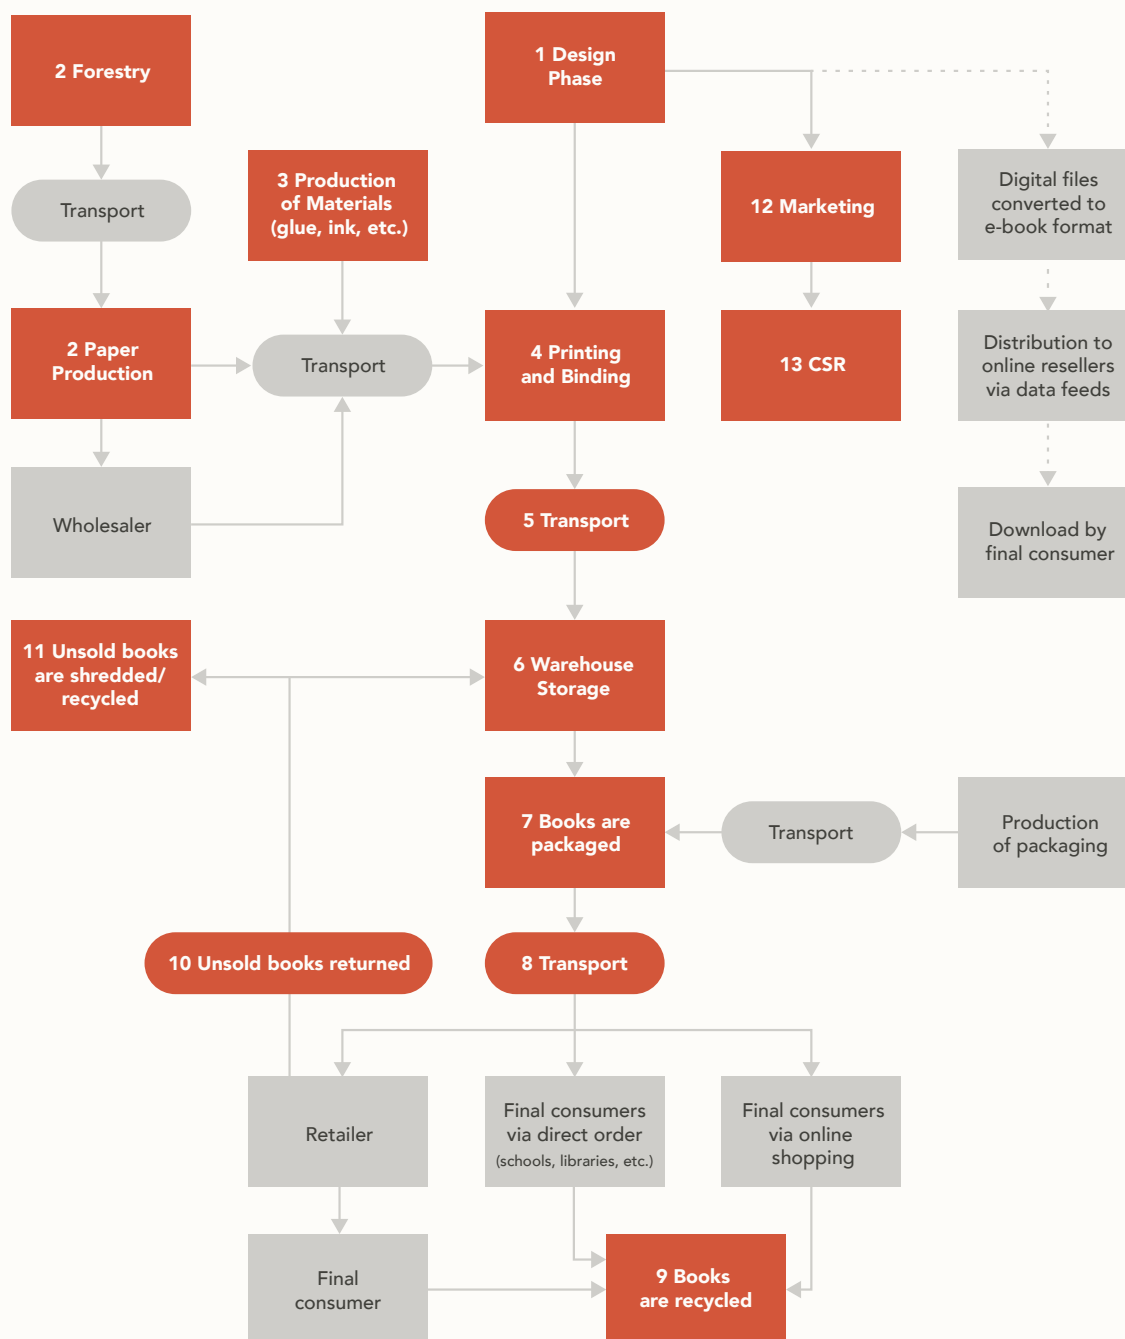 2 Forestry
1 Design
Phase
3 Production
of Materials
(glue, ink, etc.)
12 Marketing
Digital files
converted to
e-book format
Transport
2 Paper
Production
Transport
4 Printing
and Binding
13 CSR
Distribution to
online resellers
via data feeds
Wholesaler
5 Transport
Download by
final consumer
11 Unsold books
are shredded/
recycled
6 Warehouse
Storage
7 Books are
packaged
Transport
Production
of packaging
10 Unsold books returned
8 Transport
Retailer
Final consumers
via direct order
(schools, libraries, etc.)
Final consumers
via online
shopping
Final
consumer
9 Books
are recycled